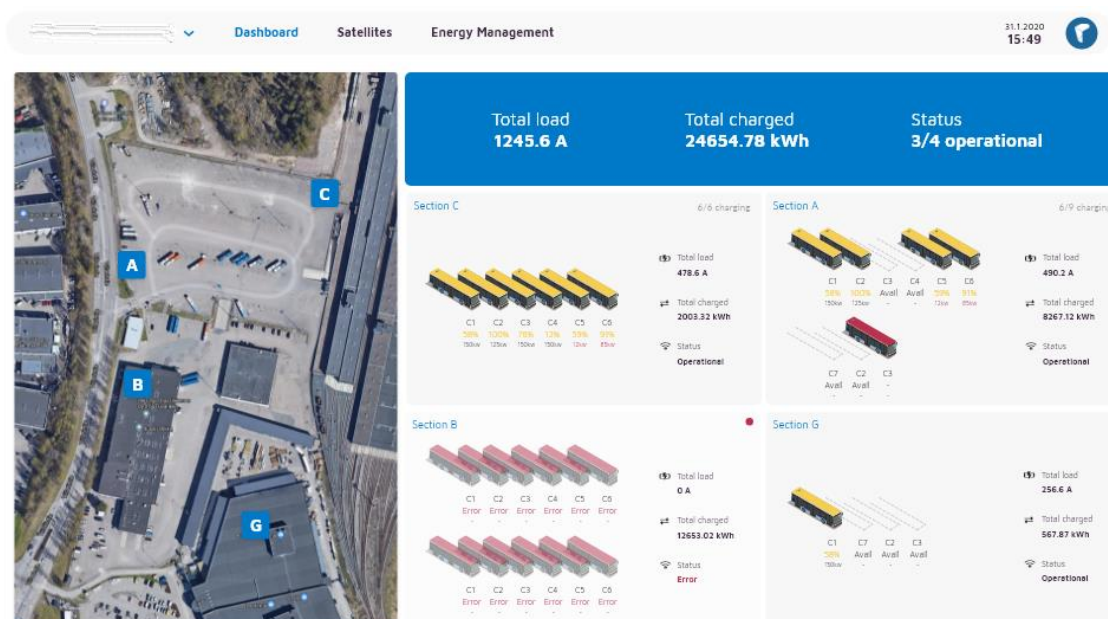 Dashboard Satellites Energy Management
31.1.2020
15:49
Total load Total charged Status
1245.6 A 24654.78 kWh 3/4 operational
C
A
B
G
Section C 6/6 charging
C1 C2 C3 C4 C5 C6
58% 100% 78% 12% 59% 91%
150kw 125kw 150kw 150kw 12kw 85kw
Total load
478.6 A
Total charged
2003.32 kWh
Status
Operational
Section A 6/9 charging
C1 C2 C3 C4 C5 C6
58% 100% Avail Avail 59% 91%
150kw 125kw - - 12kw 85kw
C7 C2 C3
Avail Avail -
- -
Total load
490.2 A
Total charged
8267.12 kWh
Status
Operational
Section B
C1 C2 C3 C4 C5 C6
Error Error Error Error Error Error
- - - - - -
C1 C2 C3 C4 C5 C6
Error Error Error Error Error Error
- - - - - -
Total load
0 A
Total charged
12653.02 kWh
Status
Error
Section G
C1 C7 C2 C3
58% Avail Avail Avail
150kw - - -
Total load
256.6 A
Total charged
567.87 kWh
Status
Operational